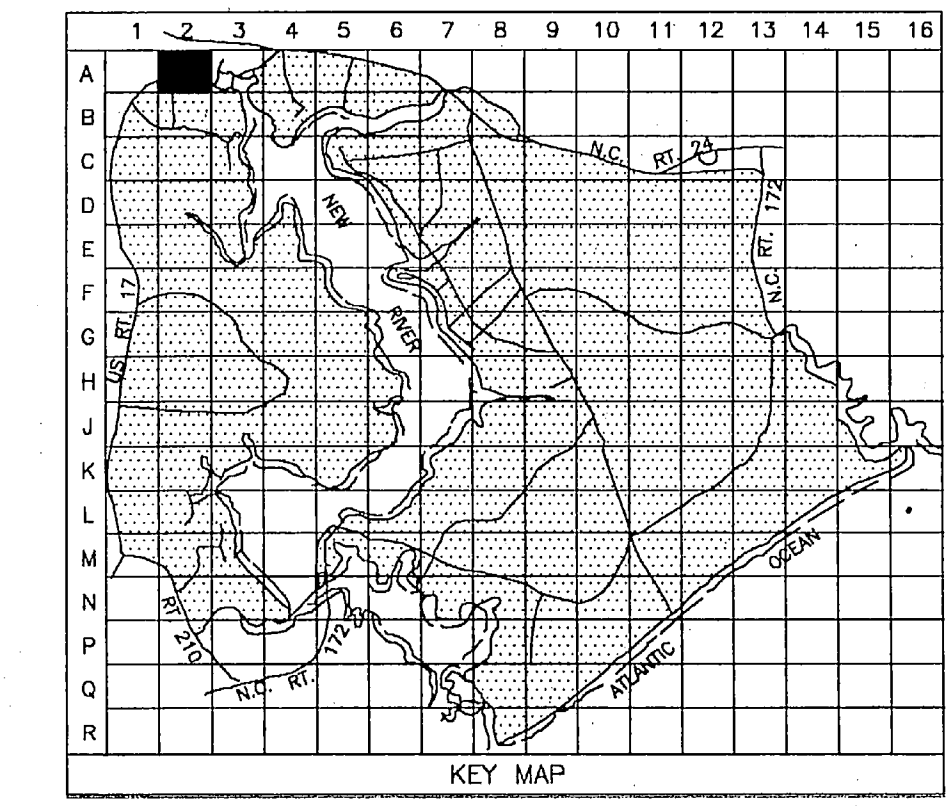 1 2 3 4 5 6 7 8 9 10 11 12 13 14 15 16
A
B
C
D
E
F
G
H
J
K
L
M
N
P
Q
R
N.C. RT. 24
N.C. RT. 172
NEW
RIVER
US RT 17
OCEAN
ATLANTIC
RT 210
N.C. RT. 172
KEY MAP